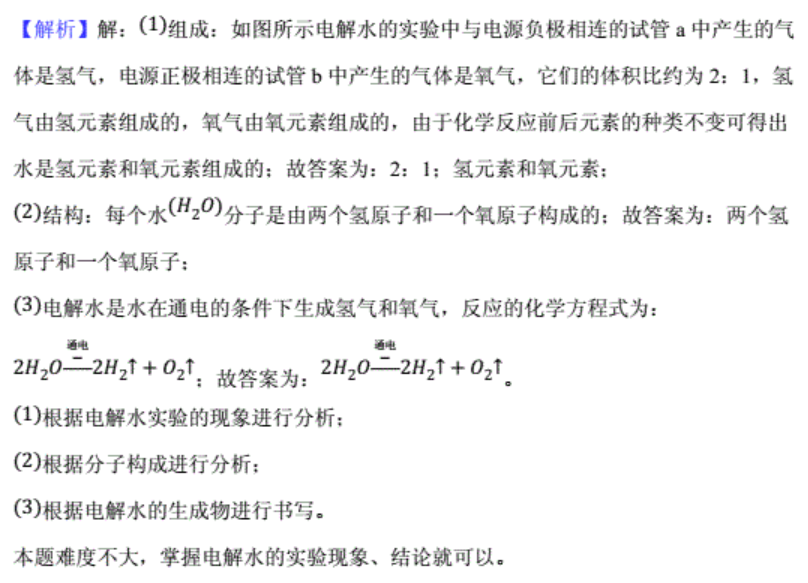 【解析】解：(1)组成：如图所示电解水的实验中与电源负极相连的试管 a 中产生的气
体是氢气，电源正极相连的试管 b 中产生的气体是氧气，它们的体积比约为 2：1，氢
气由氢元素组成的，氧气由氧元素组成的，由于化学反应前后元素的种类不变可得出
水是氢元素和氧元素组成的；故答案为：2：1；氢元素和氧元素；
(2)结构：每个水(H₂O)分子是由两个氢原子和一个氧原子构成的；故答案为：两个氢
原子和一个氧原子；
(3)电解水是水在通电的条件下生成氢气和氧气，反应的化学方程式为：
2H₂O 通电═ 2H₂↑ + O₂↑；故答案为：2H₂O 通电═ 2H₂↑ + O₂↑。
(1)根据电解水实验的现象进行分析；
(2)根据分子构成进行分析；
(3)根据电解水的生成物进行书写。
本题难度不大，掌握电解水的实验现象、结论就可以。